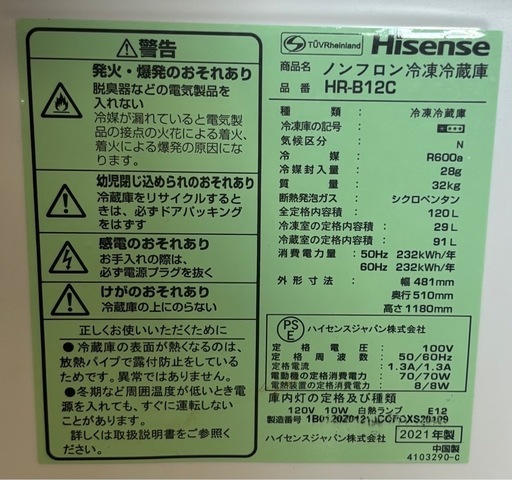 警告
発火・爆発のおそれあり
脱臭器などの電気製品を
入れない
冷媒が漏れていると電気製
品の接点の火花による着火、
着火による爆発の原因にな
ります。
幼児閉じ込められのおそれあり
冷蔵庫をリサイクルすると
きは、必ずドアパッキング
をはずす
感電のおそれあり
お手入れの際は、
必ず電源プラグを抜く
けがのおそれあり
冷蔵庫の上にのらない
正しくお使いいただくために
●冷蔵庫の表面が熱くなるのは、
放熱パイプで露付防止をしている
ためです。異常ではありません。
●冬期など周囲温度が低いとき電
源を入れても、すぐに運転しない
ことがあります。
詳しくは取扱説明書をご参照く
ださい。
TÜVRheinland Hisense
商品名 ノンフロン冷凍冷蔵庫
品番 HR-B12C
種類 冷凍冷蔵庫
冷凍庫の記号
気候区分 N
冷媒 R600a
冷媒封入量 28g
質量 32kg
断熱発泡ガス シクロペンタン
全定格内容積 120L
冷凍室の定格内容積 29L
冷蔵室の定格内容積 91L
消費電力量 50Hz 232kWh/年
60Hz 232kWh/年
外形寸法 幅481mm
奥行510mm
高さ1180mm
PSE ハイセンスジャパン株式会社
定格電圧: 100V
定格周波数: 50/60Hz
定格電流: 1.3A/1.3A
電動機の定格消費電力: 70/70W
電熱装置の定格消費電力: 8/8W
庫内灯の定格及び種類
120V 10W 白熱ランプ E12
製造番号
ハイセンスジャパン株式会社 2021年製
中国製
4103290-C